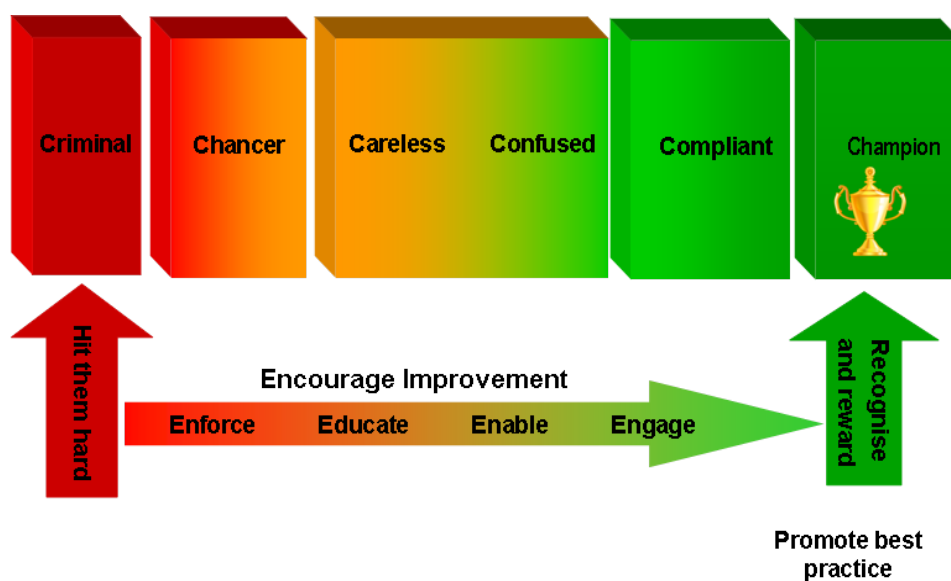 Criminal
Chancer
Careless
Confused
Compliant
Champion
Hit them hard
Encourage Improvement
Enforce
Educate
Enable
Engage
Recognise
and reward
Promote best
practice